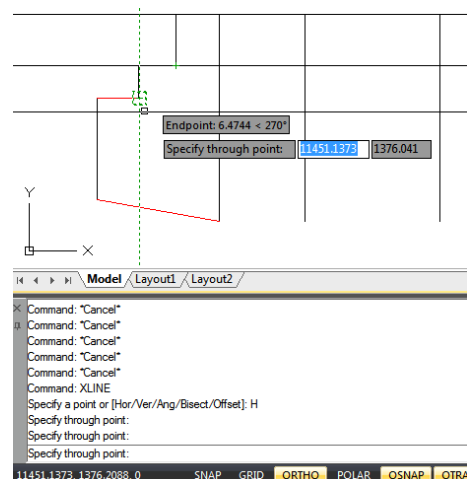 Endpoint: 6.4744 < 270°
Specify through point: 11451.1373 1376.041
Y
X
Model Layout1 Layout2
Command: *Cancel*
Command: *Cancel*
Command: *Cancel*
Command: *Cancel*
Command: *Cancel*
Command: XLINE
Specify a point or [Hor/Ver/Ang/Bisect/Offset]: H
Specify through point:
Specify through point:
Specify through point:
11451.1373, 1376.2088, 0 SNAP GRID ORTHO POLAR OSNAP OTRA